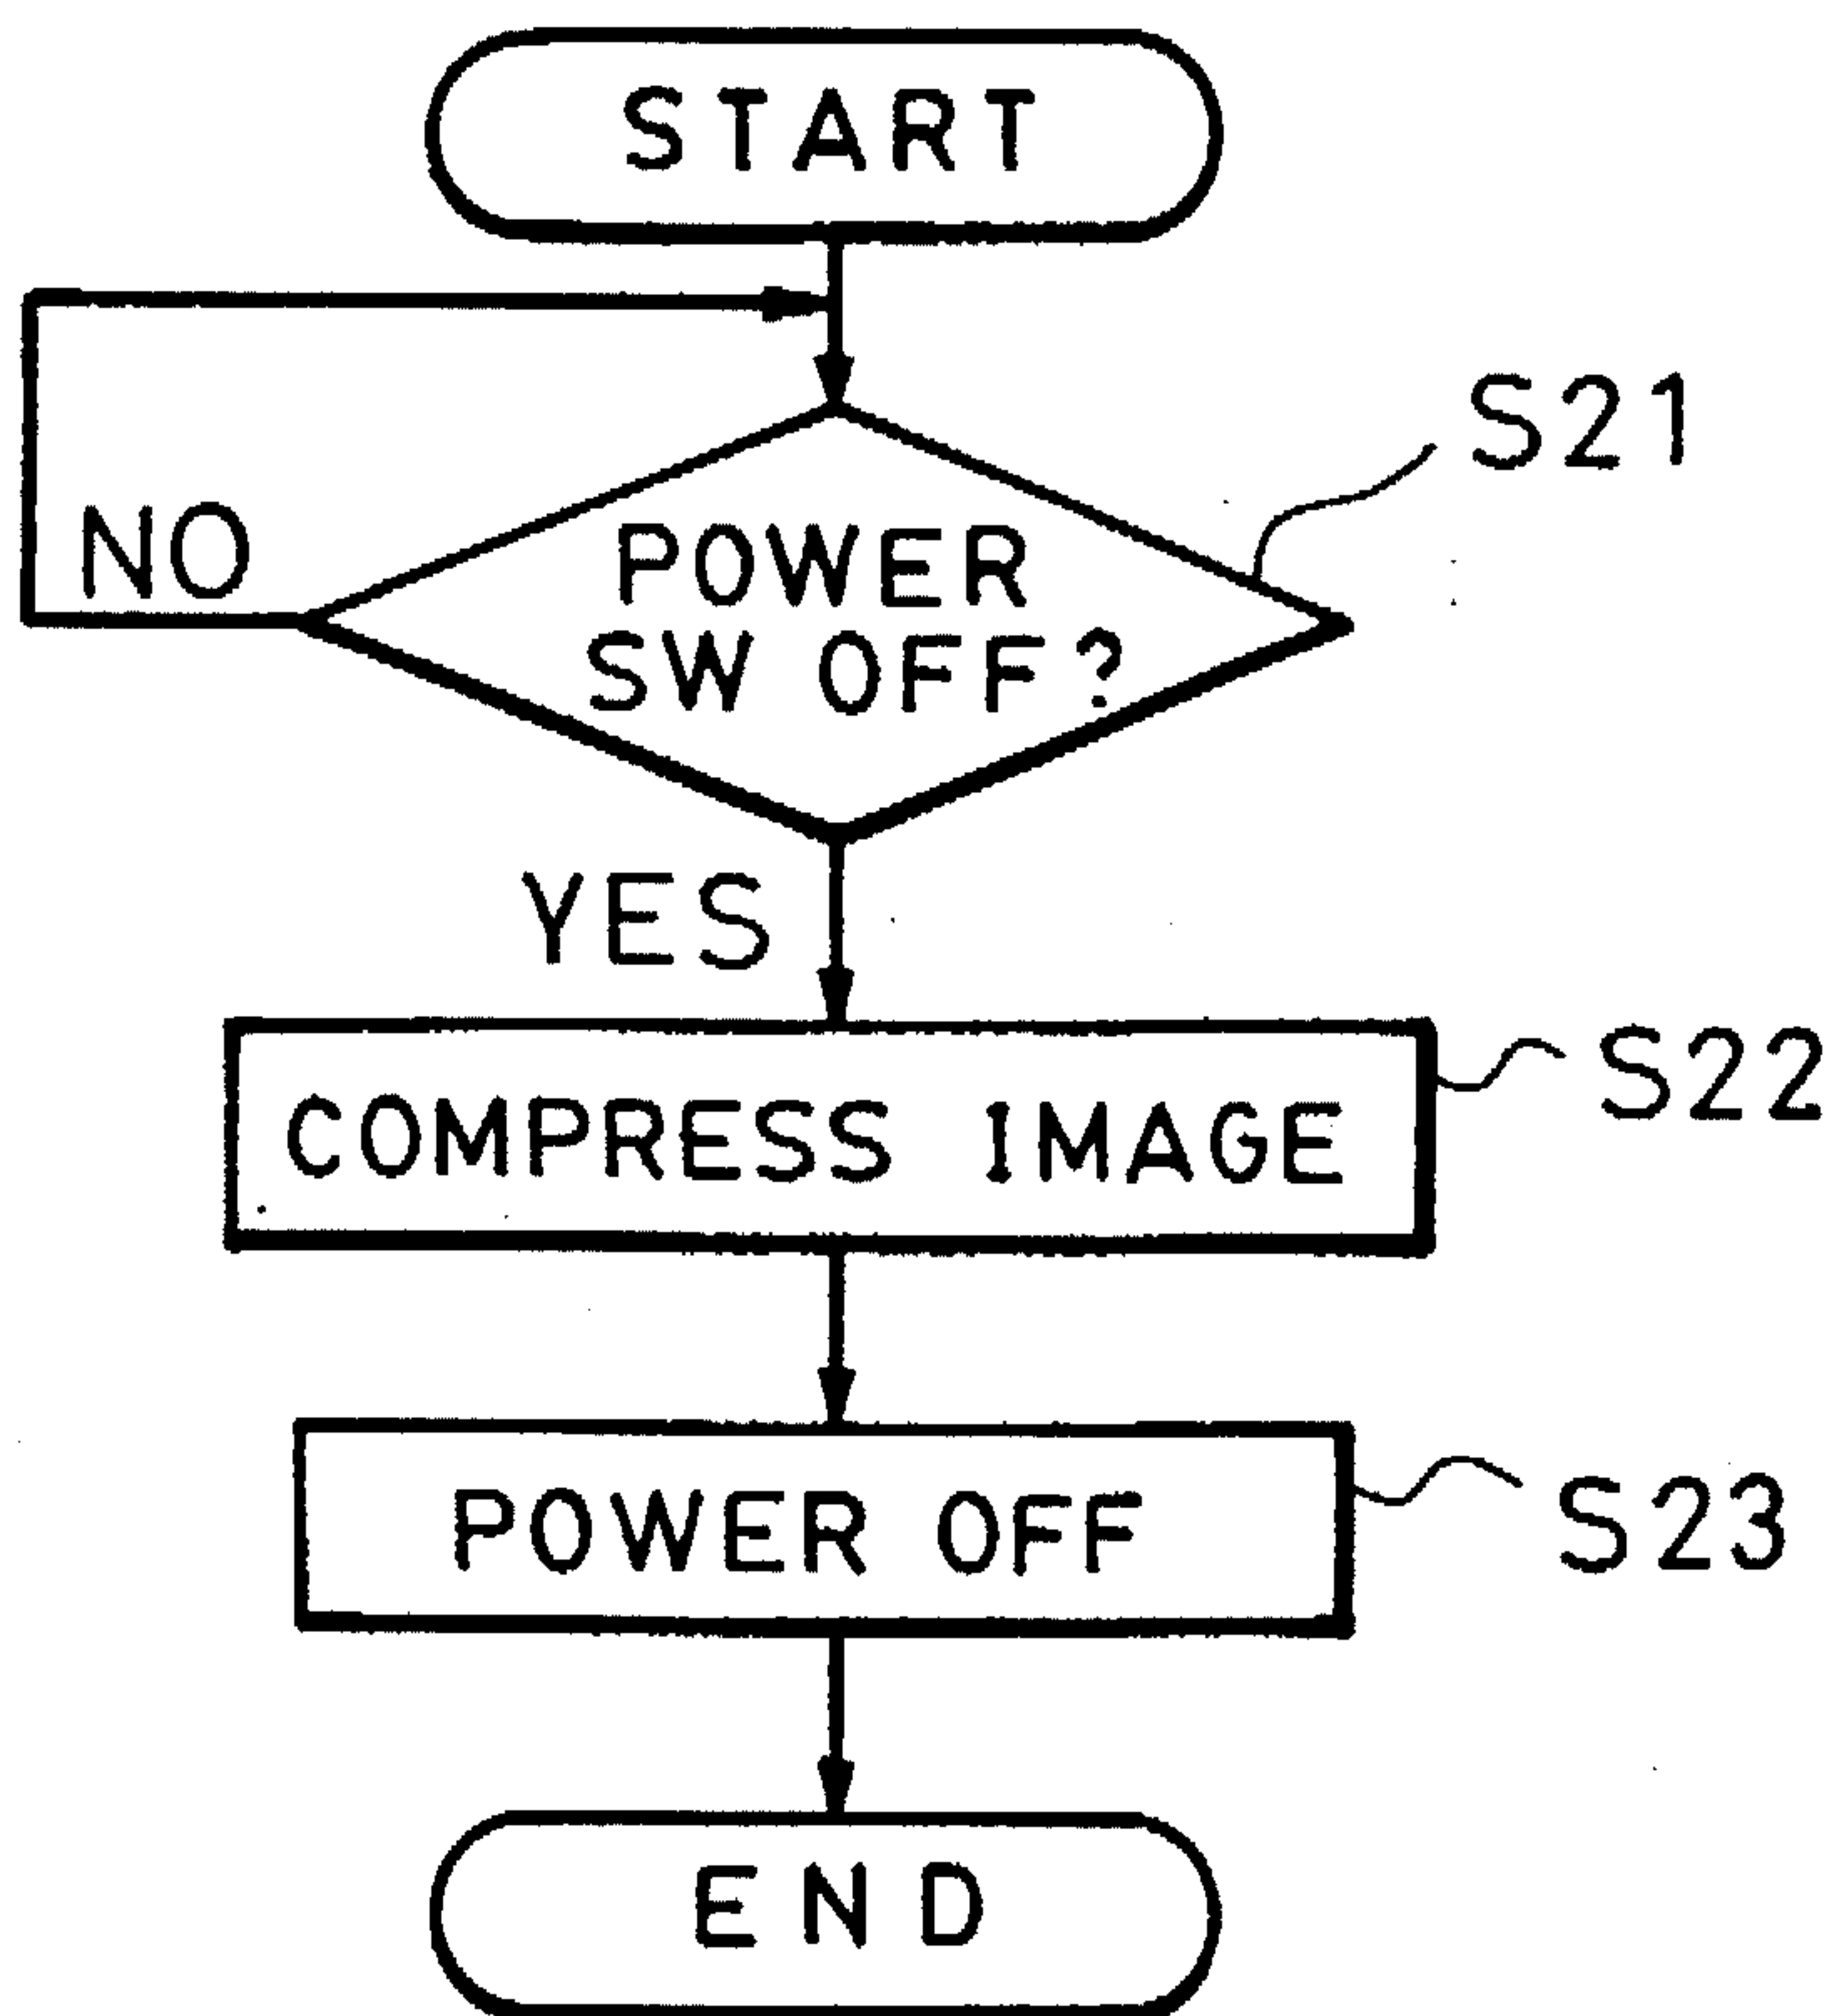 START
S21
NO
POWER
SW OFF?
YES
COMPRESS IMAGE
S22
POWER OFF
S23
END